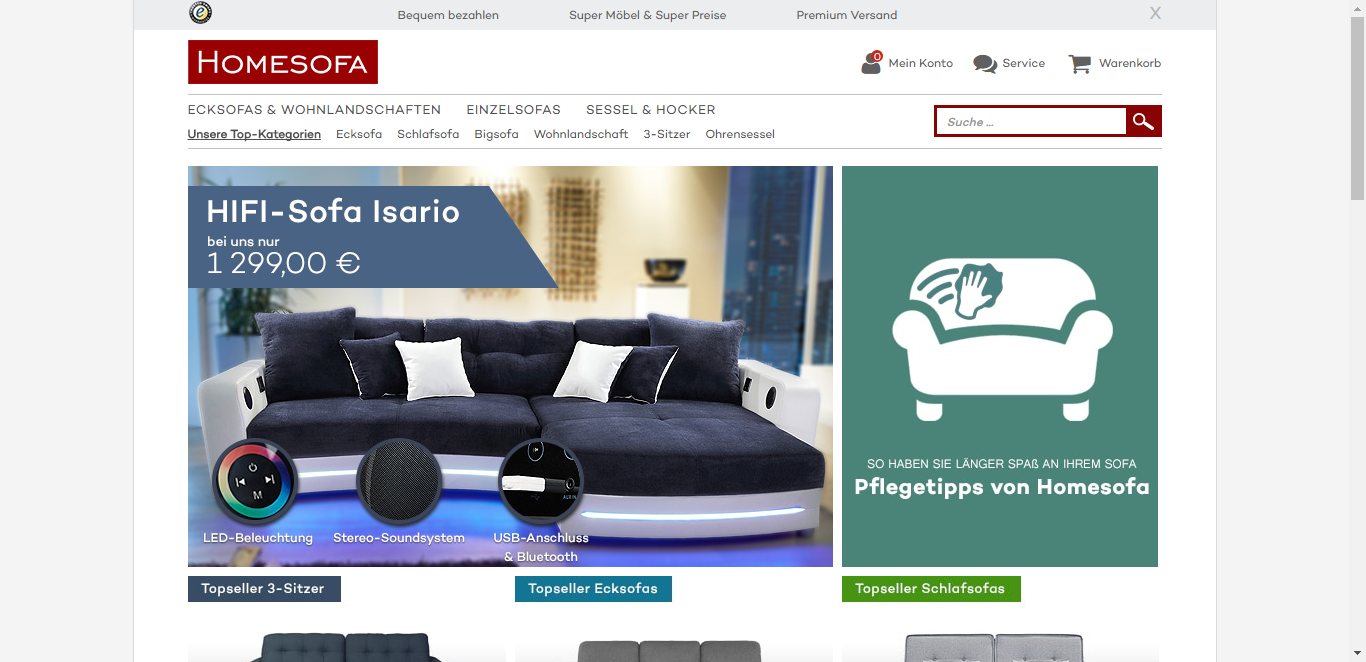 Bequem bezahlen
Super Möbel & Super Preise
Premium Versand
X
HOMESOFA
0
Mein Konto
Service
Warenkorb
ECKSOFAS & WOHNLANDSCHAFTEN
EINZELSOFAS
SESSEL & HOCKER
Unsere Top-Kategorien
Ecksofa
Schlafsofa
Bigsofa
Wohnlandschaft
3-Sitzer
Ohrensessel
Suche ...
HIFI-Sofa Isario
bei uns nur
1 299,00 €
M
AUX IN
LED-Beleuchtung
Stereo-Soundsystem
USB-Anschluss
& Bluetooth
SO HABEN SIE LÄNGER SPAß AN IHREM SOFA
Pflegetipps von Homesofa
Topseller 3-Sitzer
Topseller Ecksofas
Topseller Schlafsofas